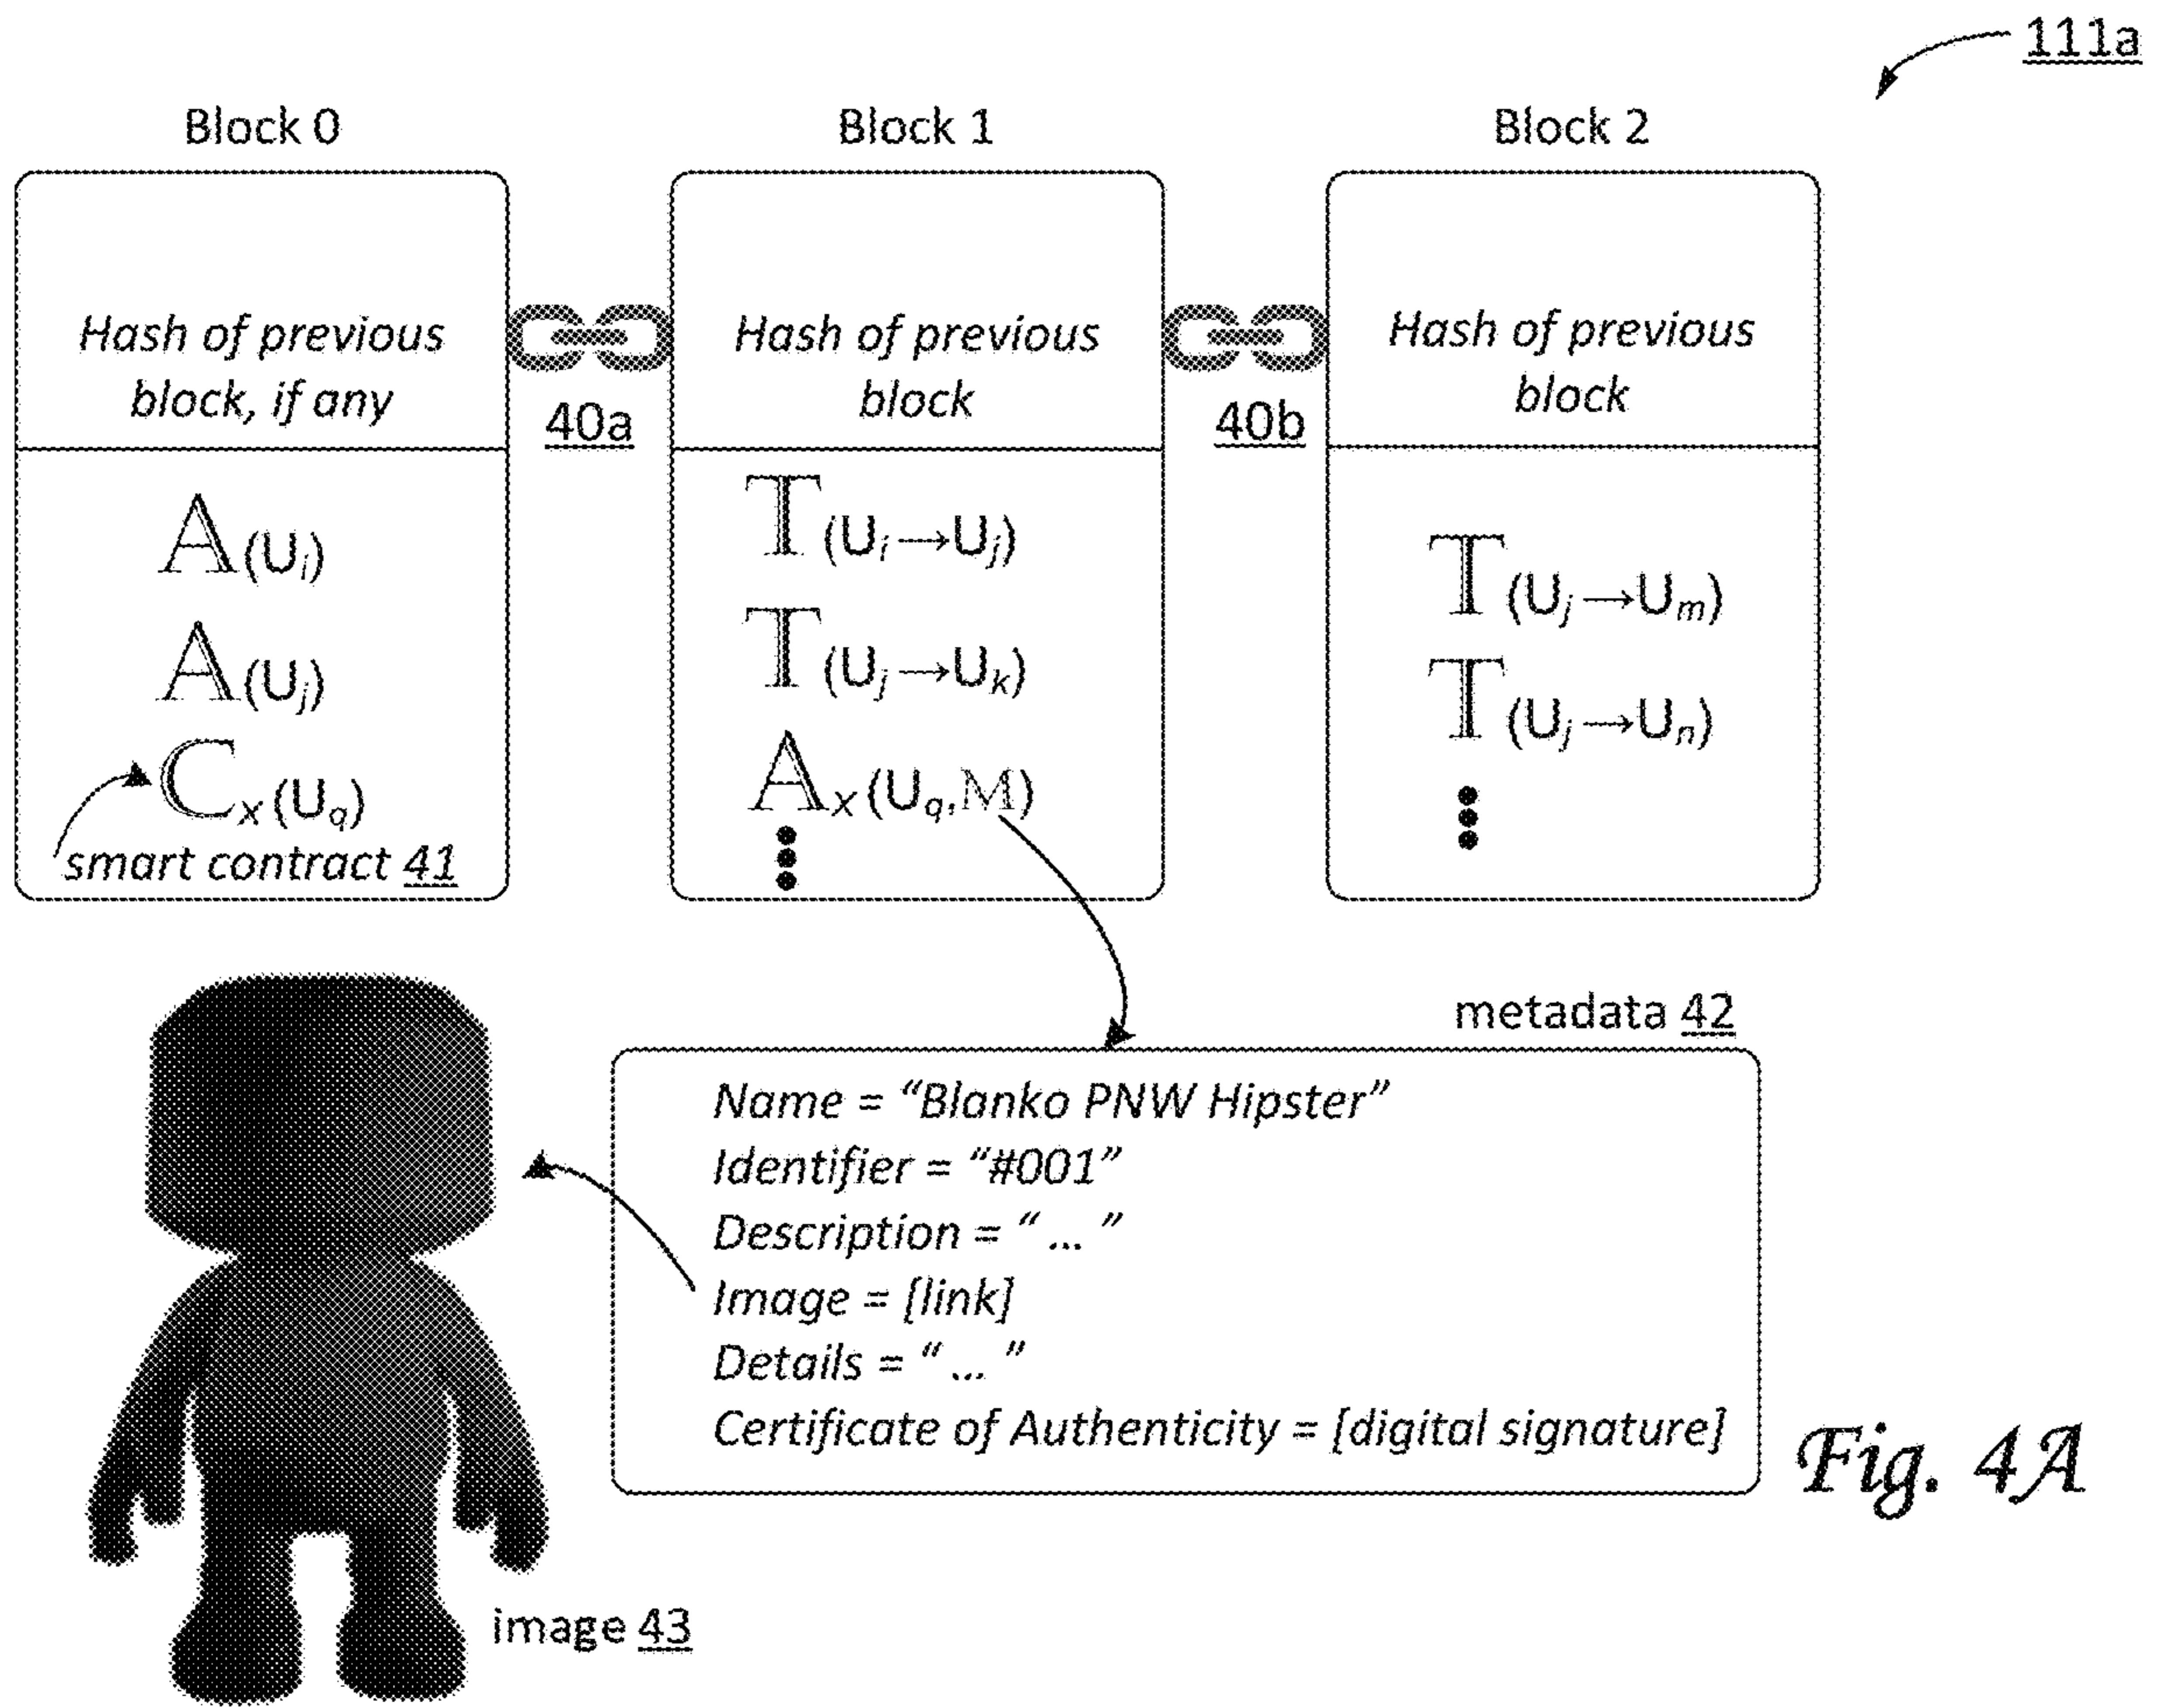 111a
Block 0
Hash of previous
block, if any
A(Ui)
A(Uj)
Cx(Uq)
smart contract 41
40a
Block 1
Hash of previous
block
T(Ui→Uj)
T(Uj→Uk)
Ax(Uq,M)
40b
Block 2
Hash of previous
block
T(Uj→Um)
T(Uj→Un)
metadata 42
Name = “Blanko PNW Hipster”
Identifier = “#001”
Description = “ ... ”
Image = [link]
Details = “ ... ”
Certificate of Authenticity = [digital signature]
image 43
Fig. 4A